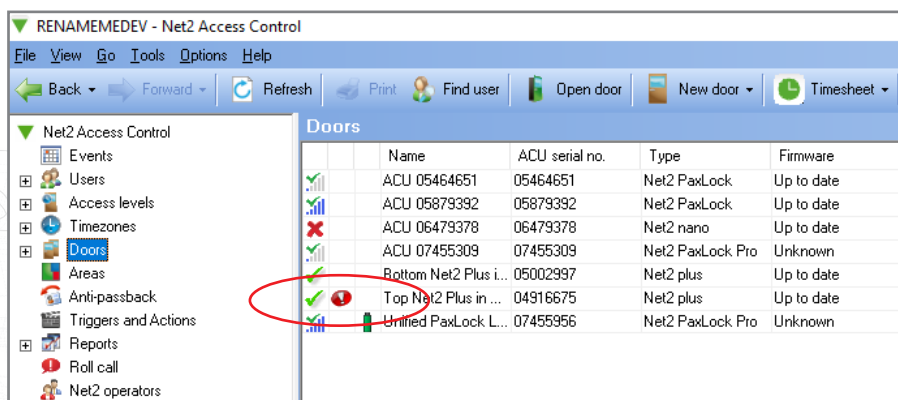 RENAMEMEDEV - Net2 Access Control
File View Go Tools Options Help
Back Forward Refresh Print Find user Open door New door Timesheet
Net2 Access Control
Events
Users
Access levels
Timezones
Doors
Areas
Anti-passback
Triggers and Actions
Reports
Roll call
Net2 operators
Doors
Name ACU serial no. Type Firmware
ACU 05464651 05464651 Net2 PaxLock Up to date
ACU 05879392 05879392 Net2 PaxLock Up to date
ACU 06479378 06479378 Net2 nano Up to date
ACU 07455309 07455309 Net2 PaxLock Pro Unknown
Bottom Net2 Plus i... 05002997 Net2 plus Up to date
Top Net2 Plus in ... 04916675 Net2 plus Up to date
Unified PaxLock L... 07455956 Net2 PaxLock Pro Unknown